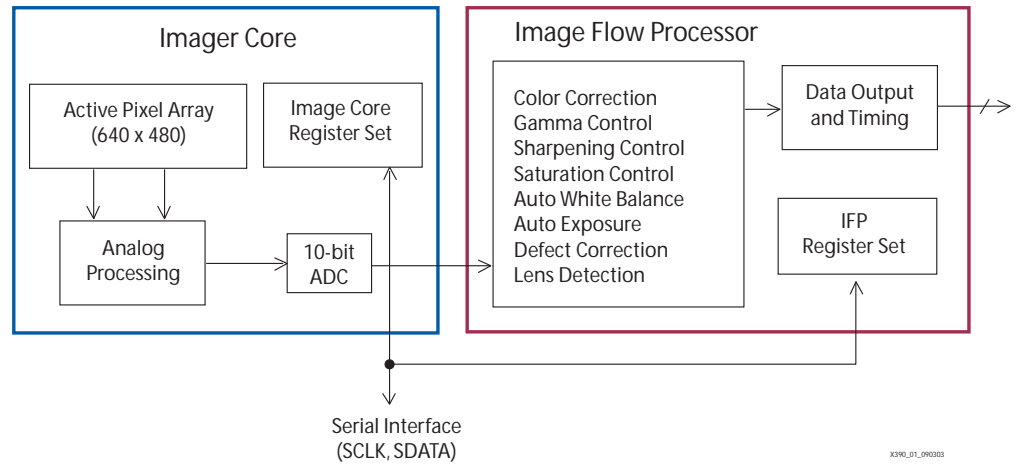 Imager Core
Active Pixel Array
(640 x 480)
Image Core
Register Set
Analog
Processing
10-bit
ADC
Image Flow Processor
Color Correction
Gamma Control
Sharpening Control
Saturation Control
Auto White Balance
Auto Exposure
Defect Correction
Lens Detection
Data Output
and Timing
IFP
Register Set
Serial Interface
(SCLK, SDATA)
X390_01_090303